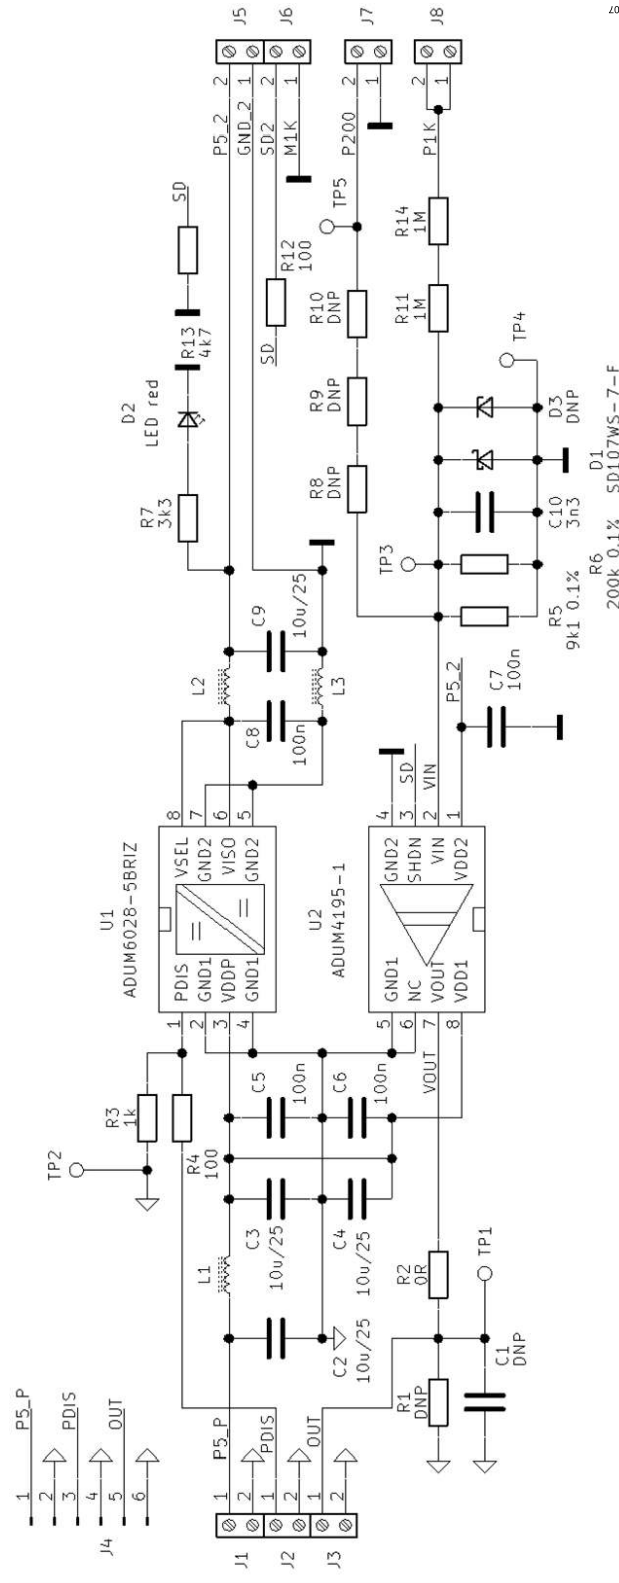 1 P5_P
2
3 PDIS
4
5 OUT
6
J4
J1
1 P5_P
2
J2
1 PDIS
2
J3
1 OUT
2
C2
10u/25
L1
C3
10u/25
C4
10u/25
R1
DNP
C1
DNP
R2
0R
TP1
TP2
R3
1k
R4
100
C5
100n
C6
100n
VOUT
U1
ADUM6028-5BRIZ
1 PDIS
2 GND1
3 VDDP
4 GND1
VSEL 8
GND2 7
VISO 6
GND2 5
U2
ADUM4195-1
5 GND1
6 NC
7 VOUT
8 VDD1
GND2 4
SHDN 3
VIN 2
VDD2 1
SD
VIN
P5_2
C7
100n
L2
C8
100n
L3
C9
10u/25
R7
3k3
D2
LED red
R13
4k7
SD
SD
R12
100
TP3
R5
9k1 0.1%
R6
200k 0.1%
C10
3n3
D1
SD107WS-7-F
D3
DNP
TP4
R8
DNP
R9
DNP
R10
DNP
TP5
R11
1M
R14
1M
P5_2 2
GND_2 1
J5
SD2 2
M1K 1
J6
P200 2
1
J7
P1K 2
1
J8